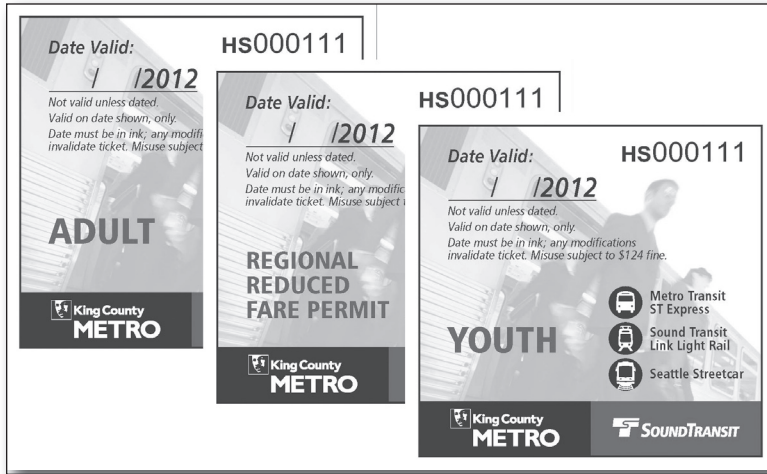 Date Valid:
HS000111
/ /2012
Not valid unless dated.
Valid on date shown, only.
Date must be in ink; any modifi
invalidate ticket. Misuse subject
ADULT
King County
METRO
Date Valid:
HS000111
/ /2012
Not valid unless dated.
Valid on date shown, only.
Date must be in ink; any modific
invalidate ticket. Misuse subject t
REGIONAL
REDUCED
FARE PERMIT
King County
METRO
Date Valid:
HS000111
/ /2012
Not valid unless dated.
Valid on date shown, only.
Date must be in ink; any modifications
invalidate ticket. Misuse subject to $124 fine.
YOUTH
Metro Transit
ST Express
Sound Transit
Link Light Rail
Seattle Streetcar
King County
METRO
SOUNDTRANSIT